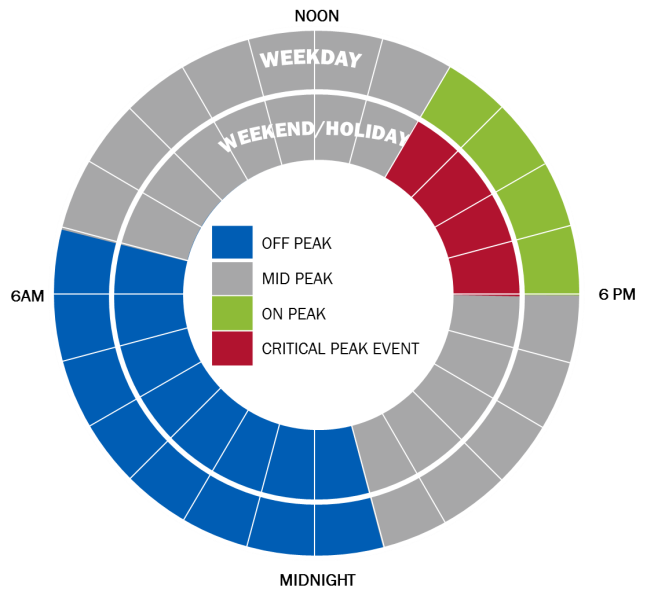 NOON
WEEKDAY
WEEKEND/HOLIDAY
OFF PEAK
MID PEAK
6AM
6 PM
ON PEAK
CRITICAL PEAK EVENT
MIDNIGHT